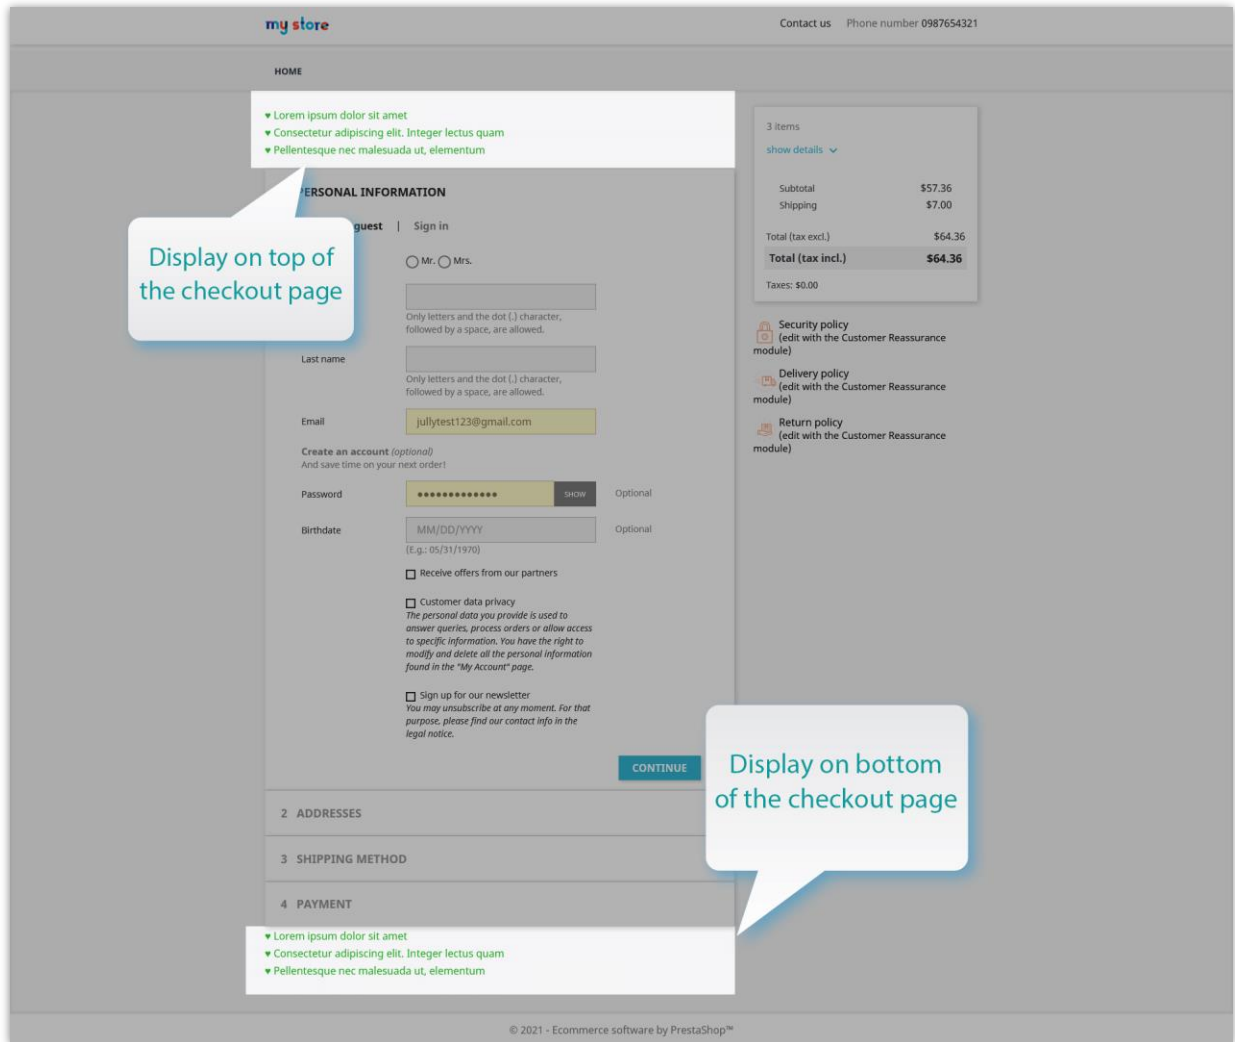 my store
Contact us Phone number 0987654321
HOME
♥ Lorem ipsum dolor sit amet
♥ Consectetur adipiscing elit. Integer lectus quam
♥ Pellentesque nec malesuada ut, elementum
PERSONAL INFORMATION
guest | Sign in
Display on top of
the checkout page
Mr. Mrs.
Only letters and the dot (.) character,
followed by a space, are allowed.
Last name
Only letters and the dot (.) character,
followed by a space, are allowed.
Email jullytest123@gmail.com
Create an account (optional)
And save time on your next order!
Password ●●●●●●●●●●●●● SHOW Optional
Birthdate MM/DD/YYYY Optional
(E.g.: 05/31/1970)
Receive offers from our partners
Customer data privacy
The personal data you provide is used to
answer queries, process orders or allow access
to specific information. You have the right to
modify and delete all the personal information
found in the "My Account" page.
Sign up for our newsletter
You may unsubscribe at any moment. For that
purpose, please find our contact info in the
legal notice.
CONTINUE
2 ADDRESSES
3 SHIPPING METHOD
4 PAYMENT
♥ Lorem ipsum dolor sit amet
♥ Consectetur adipiscing elit. Integer lectus quam
♥ Pellentesque nec malesuada ut, elementum
3 items
show details
Subtotal $57.36
Shipping $7.00
Total (tax excl.) $64.36
Total (tax incl.) $64.36
Taxes: $0.00
Security policy
(edit with the Customer Reassurance
module)
Delivery policy
(edit with the Customer Reassurance
module)
Return policy
(edit with the Customer Reassurance
module)
Display on bottom
of the checkout page
© 2021 - Ecommerce software by PrestaShop™